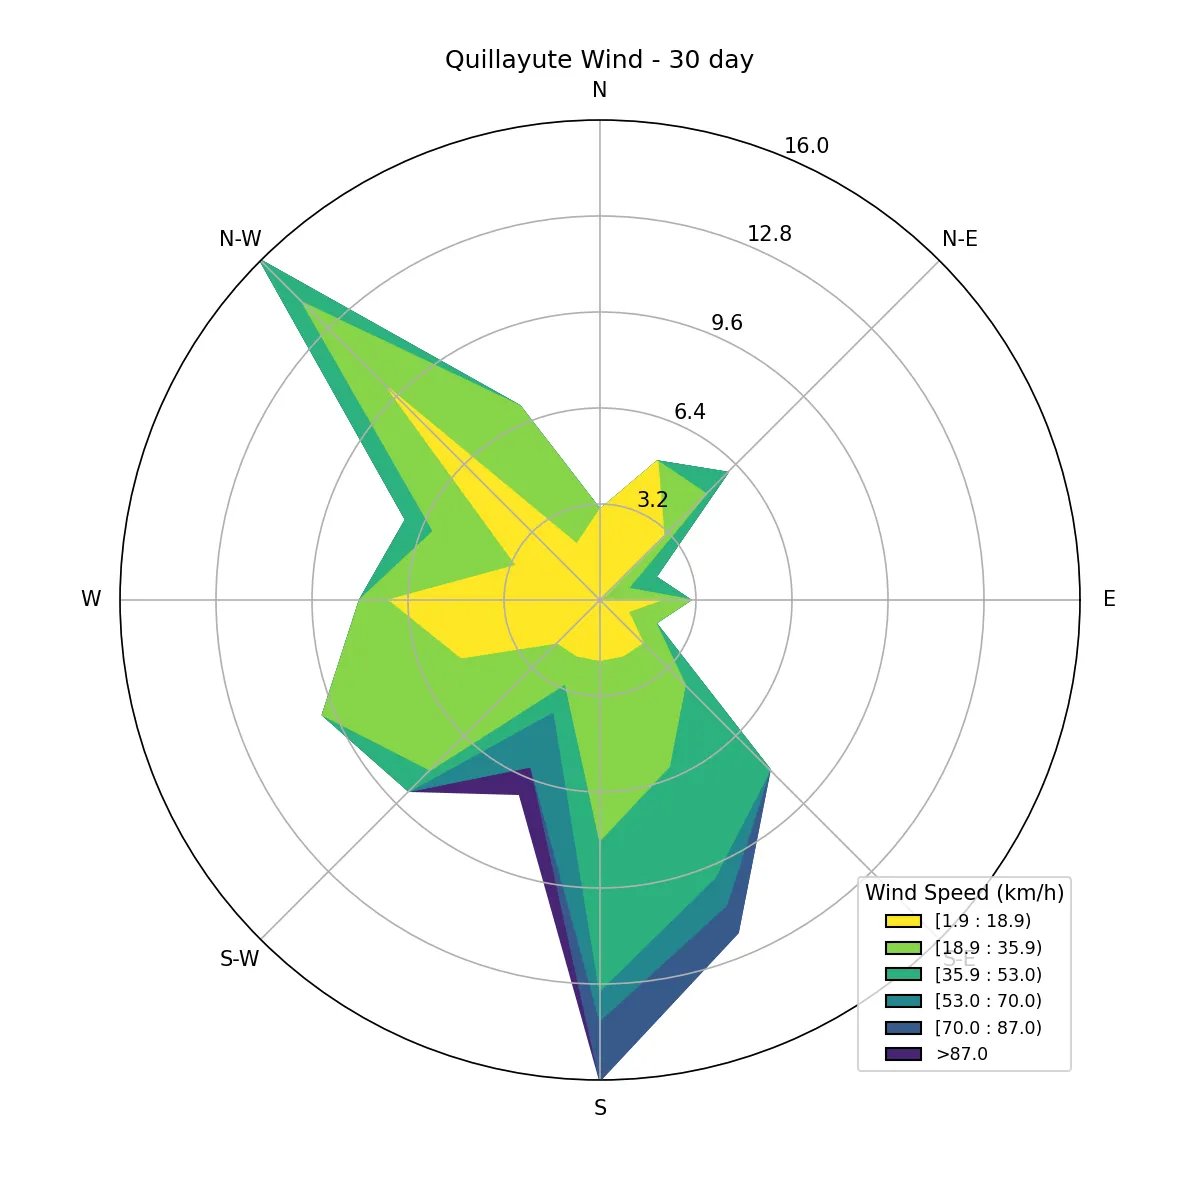 Quillayute Wind - 30 day
N
16.0
12.8
N-W
N-E
9.6
6.4
3.2
W
E
Wind Speed (km/h)
[1.9 : 18.9)
[18.9 : 35.9)
S-W
S-E
[35.9 : 53.0)
[53.0 : 70.0)
[70.0 : 87.0)
>87.0
S